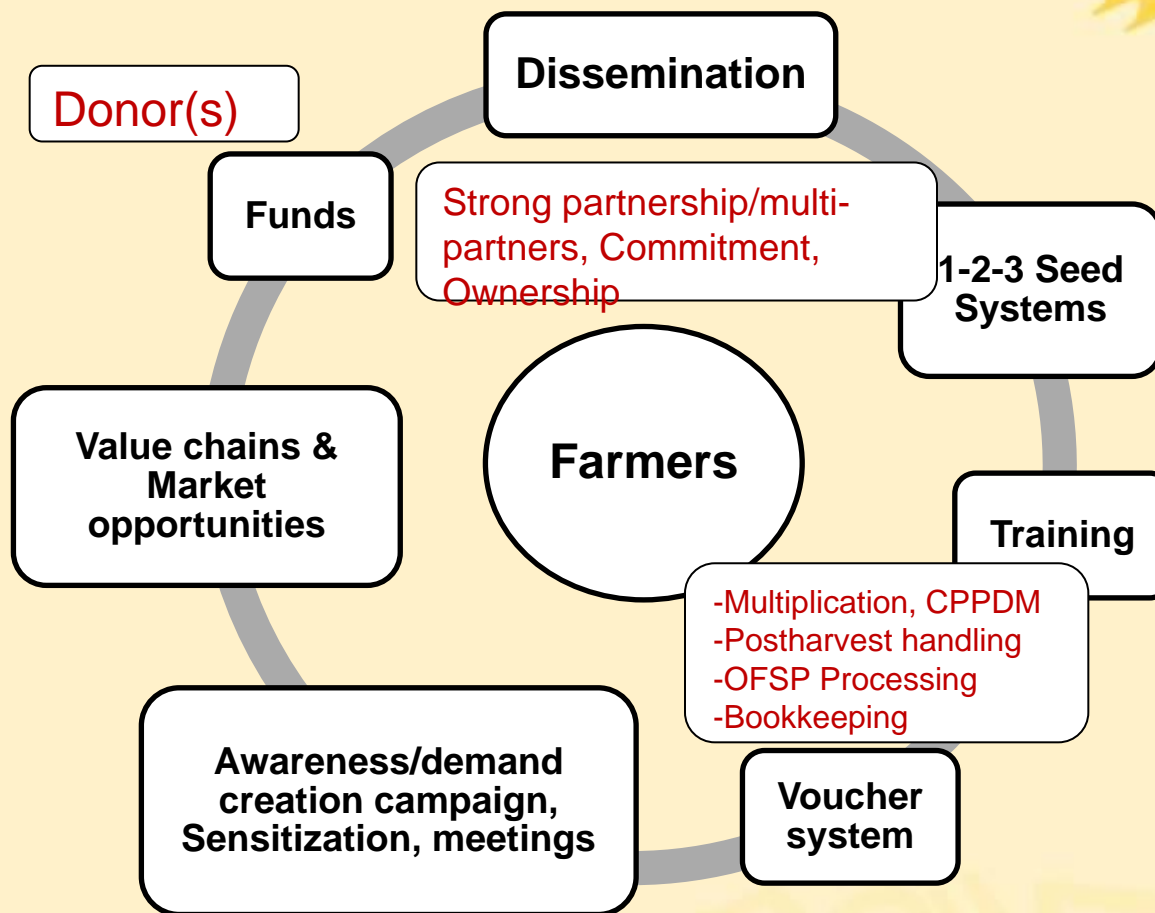 Dissemination
Donor(s)
Funds
Strong partnership/multi-
partners, Commitment,
Ownership
1-2-3 Seed
Systems
Value chains &
Market
opportunities
Farmers
Training
-Multiplication, CPPDM
-Postharvest handling
-OFSP Processing
-Bookkeeping
Awareness/demand
creation campaign,
Sensitization, meetings
Voucher
system